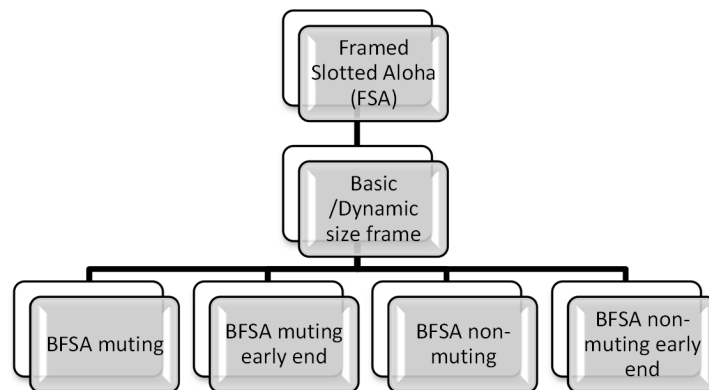 Framed
Slotted Aloha
(FSA)
Basic
/Dynamic
size frame
BFSA muting
BFSA muting
early end
BFSA non-
muting
BFSA non-
muting early
end